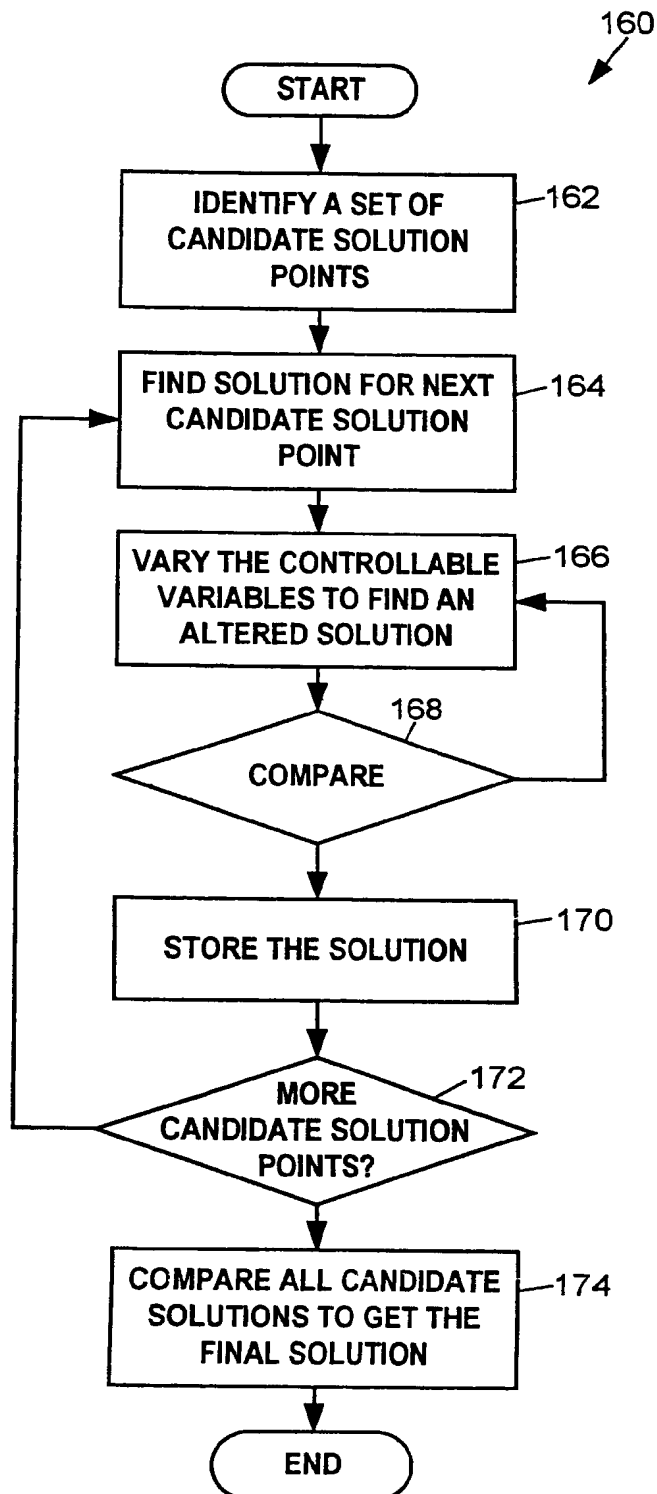 160
START
IDENTIFY A SET OF
CANDIDATE SOLUTION
POINTS
162
FIND SOLUTION FOR NEXT
CANDIDATE SOLUTION
POINT
164
VARY THE CONTROLLABLE
VARIABLES TO FIND AN
ALTERED SOLUTION
166
168
COMPARE
STORE THE SOLUTION
170
MORE
CANDIDATE SOLUTION
POINTS?
172
COMPARE ALL CANDIDATE
SOLUTIONS TO GET THE
FINAL SOLUTION
174
END